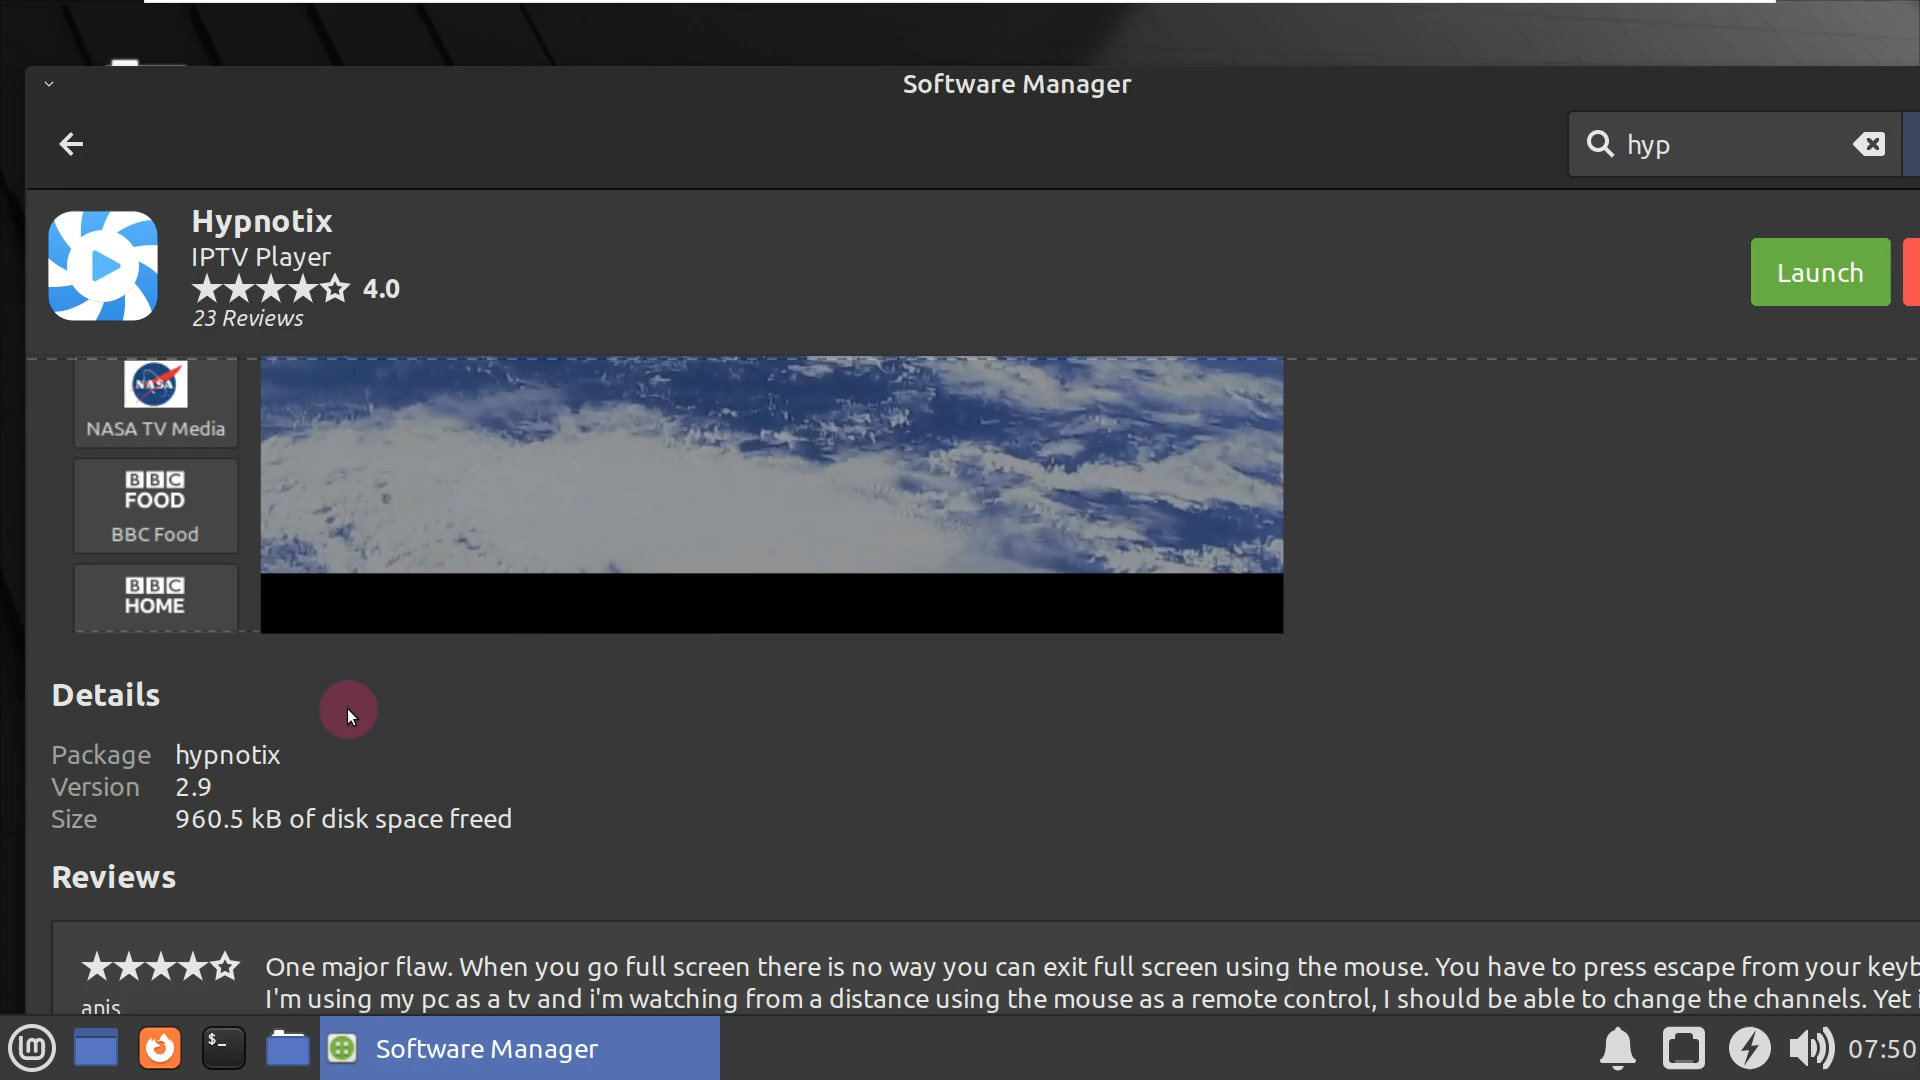 Software Manager
hyp
Hypnotix
IPTV Player
4.0
23 Reviews
Launch
NASA
NASA TV Media
BBC
FOOD
BBC Food
BBC
HOME
Details
Package hypnotix
Version 2.9
Size 960.5 kB of disk space freed
Reviews
One major flaw. When you go full screen there is no way you can exit full screen using the mouse. You have to press escape from your keyb
anis
I'm using my pc as a tv and i'm watching from a distance using the mouse as a remote control, I should be able to change the channels. Yet i
lm
$_
Software Manager
07:50